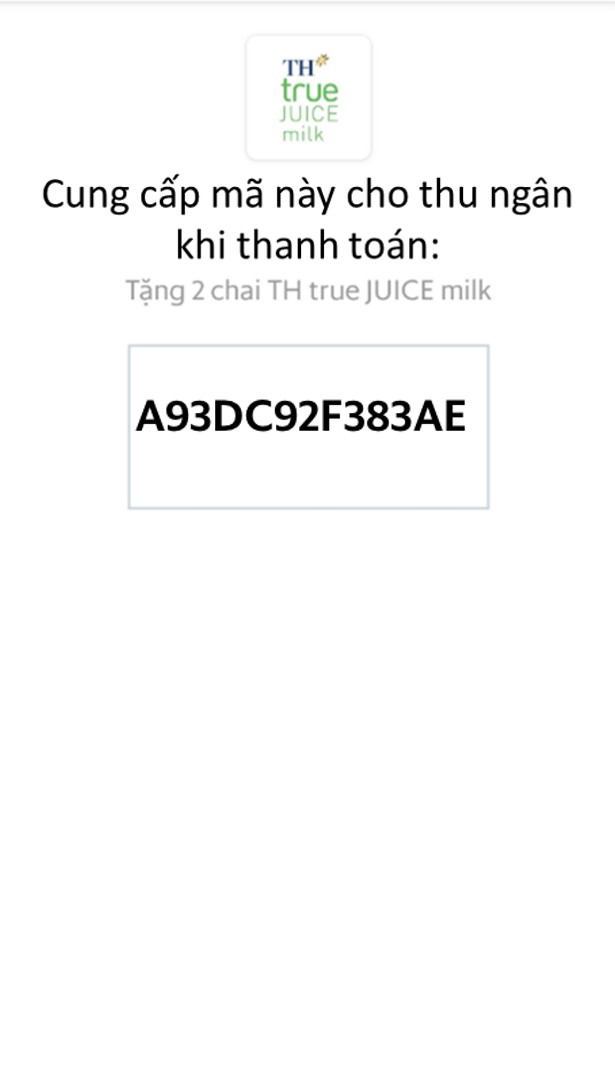 TH
true
JUICE
milk
Cung cấp mã này cho thu ngân
khi thanh toán:
Tặng 2 chai TH true JUICE milk
A93DC92F383AE